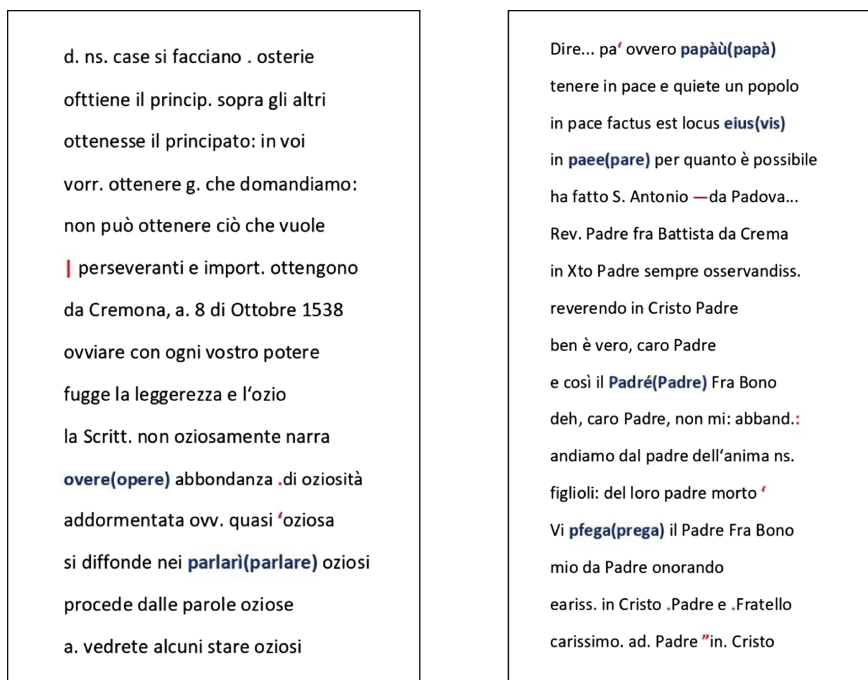 d. ns. case si facciano . osterie
ofttiene il princip. sopra gli altri
ottenesse il principato: in voi
vorr. ottenere g. che domandiamo:
non può ottenere ciò che vuole
| perseveranti e import. ottengono
da Cremona, a. 8 di Ottobre 1538
ovviare con ogni vostro potere
fugge la leggerezza e l‘ozio
la Scritt. non oziosamente narra
overe(opere) abbondanza .di oziosità
addormentata ovv. quasi ‘oziosa
si diffonde nei parlarì(parlare) oziosi
procede dalle parole oziose
a. vedrete alcuni stare oziosi
Dire... pa‘ ovvero papàù(papà)
tenere in pace e quiete un popolo
in pace factus est locus eius(vis)
in paee(pare) per quanto è possibile
ha fatto S. Antonio —da Padova...
Rev. Padre fra Battista da Crema
in Xto Padre sempre osservandiss.
reverendo in Cristo Padre
ben è vero, caro Padre
e così il Padré(Padre) Fra Bono
deh, caro Padre, non mi: abband.:
andiamo dal padre dell‘anima ns.
figlioli: del loro padre morto ‘
Vi pfega(prega) il Padre Fra Bono
mio da Padre onorando
eariss. in Cristo .Padre e .Fratello
carissimo. ad. Padre ”in. Cristo